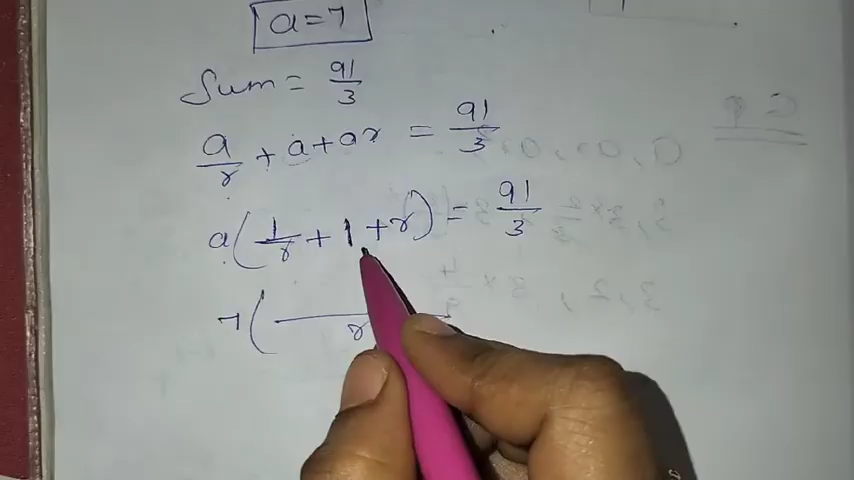 a = 7
Sum = 91/3
a/r + a + ar = 91/3
a(1/r + 1 + r) = 91/3
7( /r